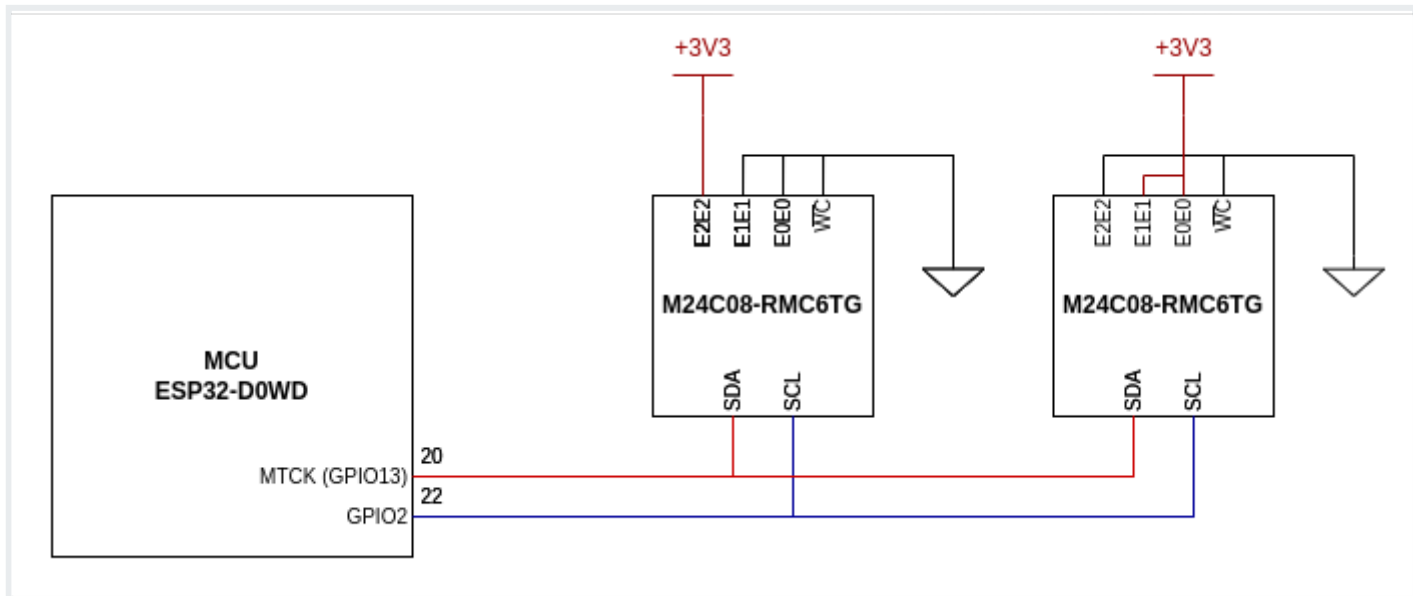 +3V3
+3V3
E2E2
E1E1
E0E0
WC
E2E2
E1E1
E0E0
WC
M24C08-RMC6TG
M24C08-RMC6TG
MCU
ESP32-D0WD
SDA
SCL
SDA
SCL
MTCK (GPIO13)
20
GPIO2
22